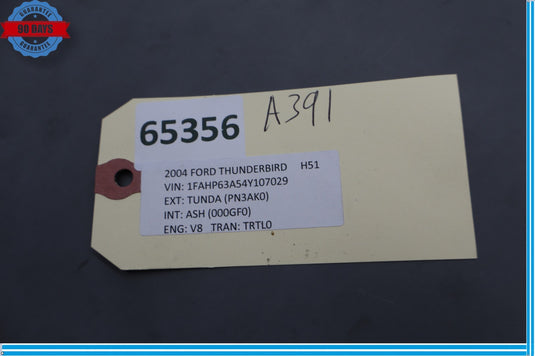 GUARANTEE
90 DAYS
GUARANTEE
65356
A391
2004 FORD THUNDERBIRD H51
VIN: 1FAHP63A54Y107029
EXT: TUNDA (PN3AK0)
INT: ASH (000GF0)
ENG: V8 TRAN: TRTL0